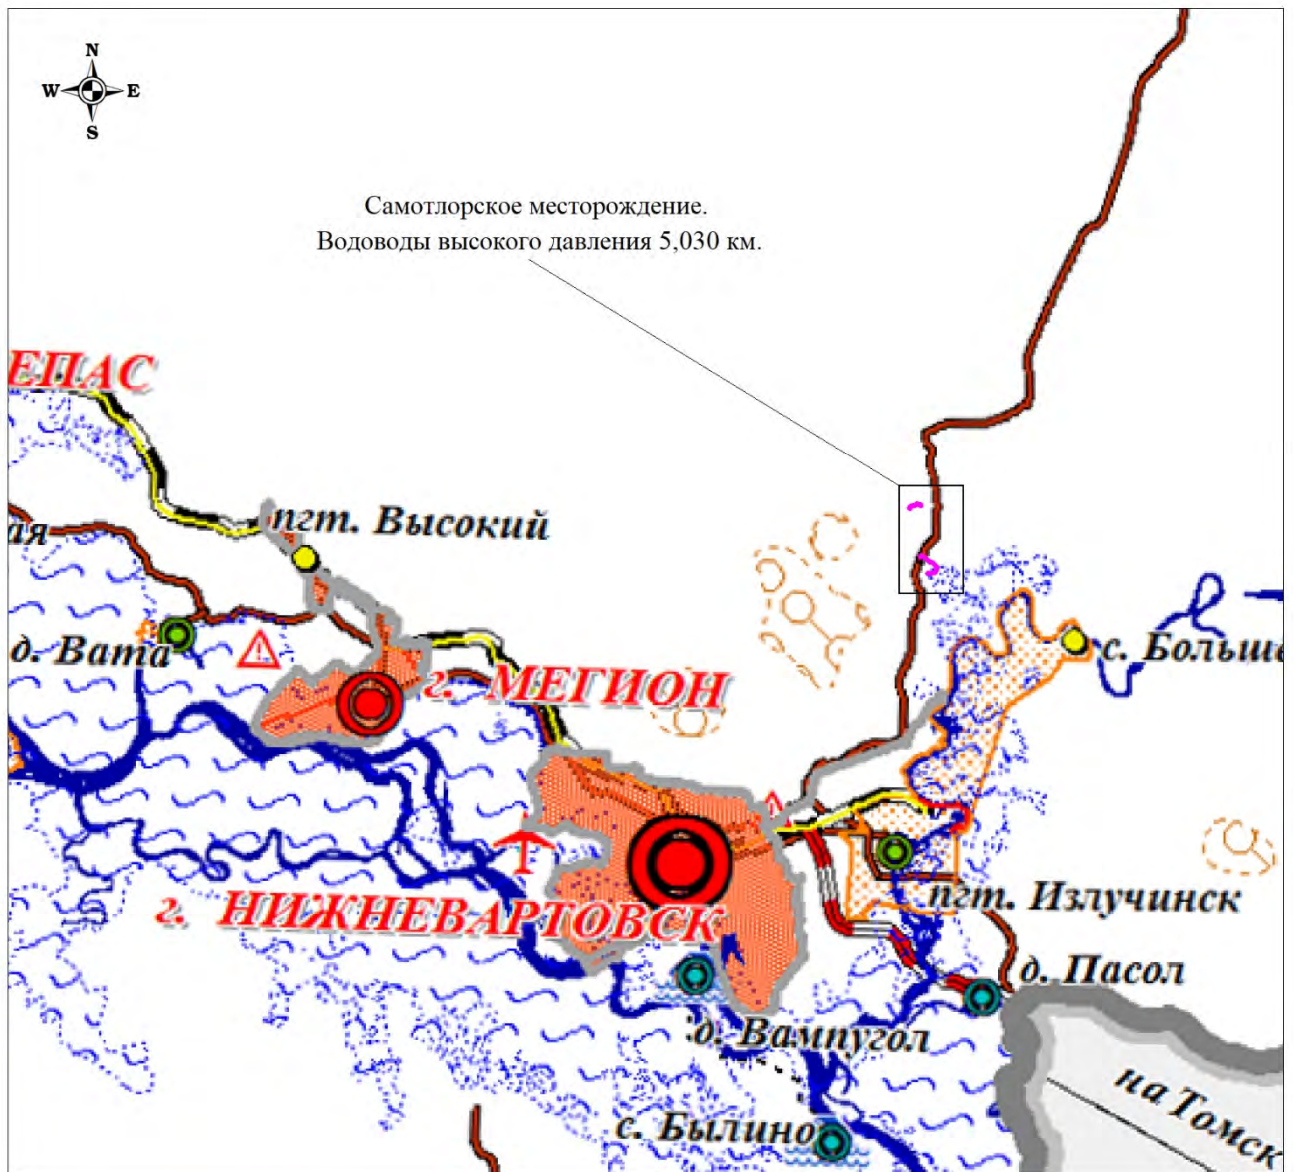 N
W E
S
Самотлорское месторождение.
Водоводы высокого давления 5,030 км.
ЕПАС
пгт. Высокий
ая
д. Вата
с. Больше
г. МЕГИОН
пгт. Излучинск
г. НИЖНЕВАРТОВСК
д. Пасол
д. Вампугол
на Томск
с. Былино